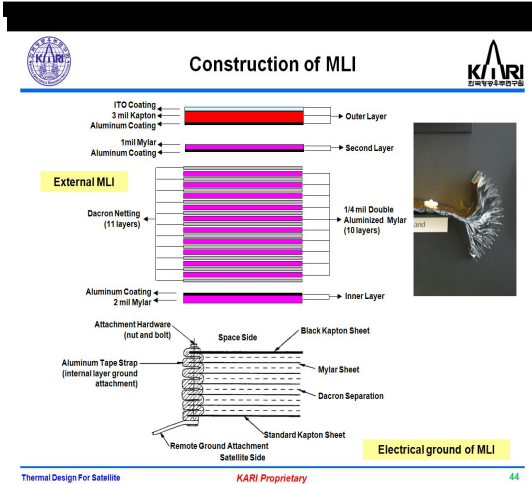 Construction of MLI
KARI
한국항공우주연구원
ITO Coating
3 mil Kapton
Aluminum Coating
Outer Layer
1mil Mylar
Aluminum Coating
Second Layer
External MLI
Dacron Netting
(11 layers)
1/4 mil Double
Aluminized Mylar
(10 layers)
and
Aluminum Coating
2 mil Mylar
Inner Layer
Attachment Hardware
(nut and bolt)
Space Side
Black Kapton Sheet
Aluminum Tape Strap
(internal layer ground
attachment)
Mylar Sheet
Dacron Separation
Standard Kapton Sheet
Remote Ground Attachment
Satellite Side
Electrical ground of MLI
Thermal Design For Satellite
KARI Proprietary
44